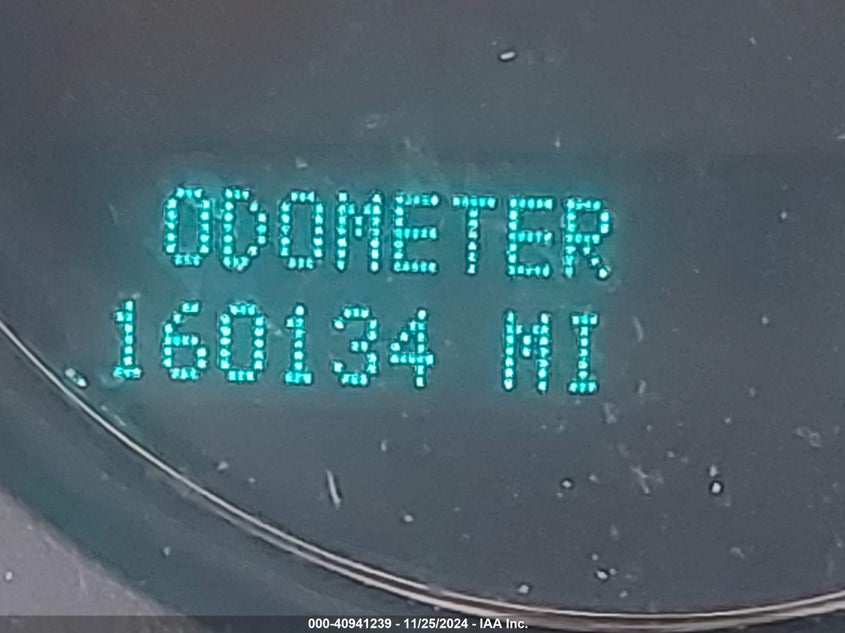 ODOMETER
160134 MI
000-40941239 - 11/25/2024 - IAA Inc.